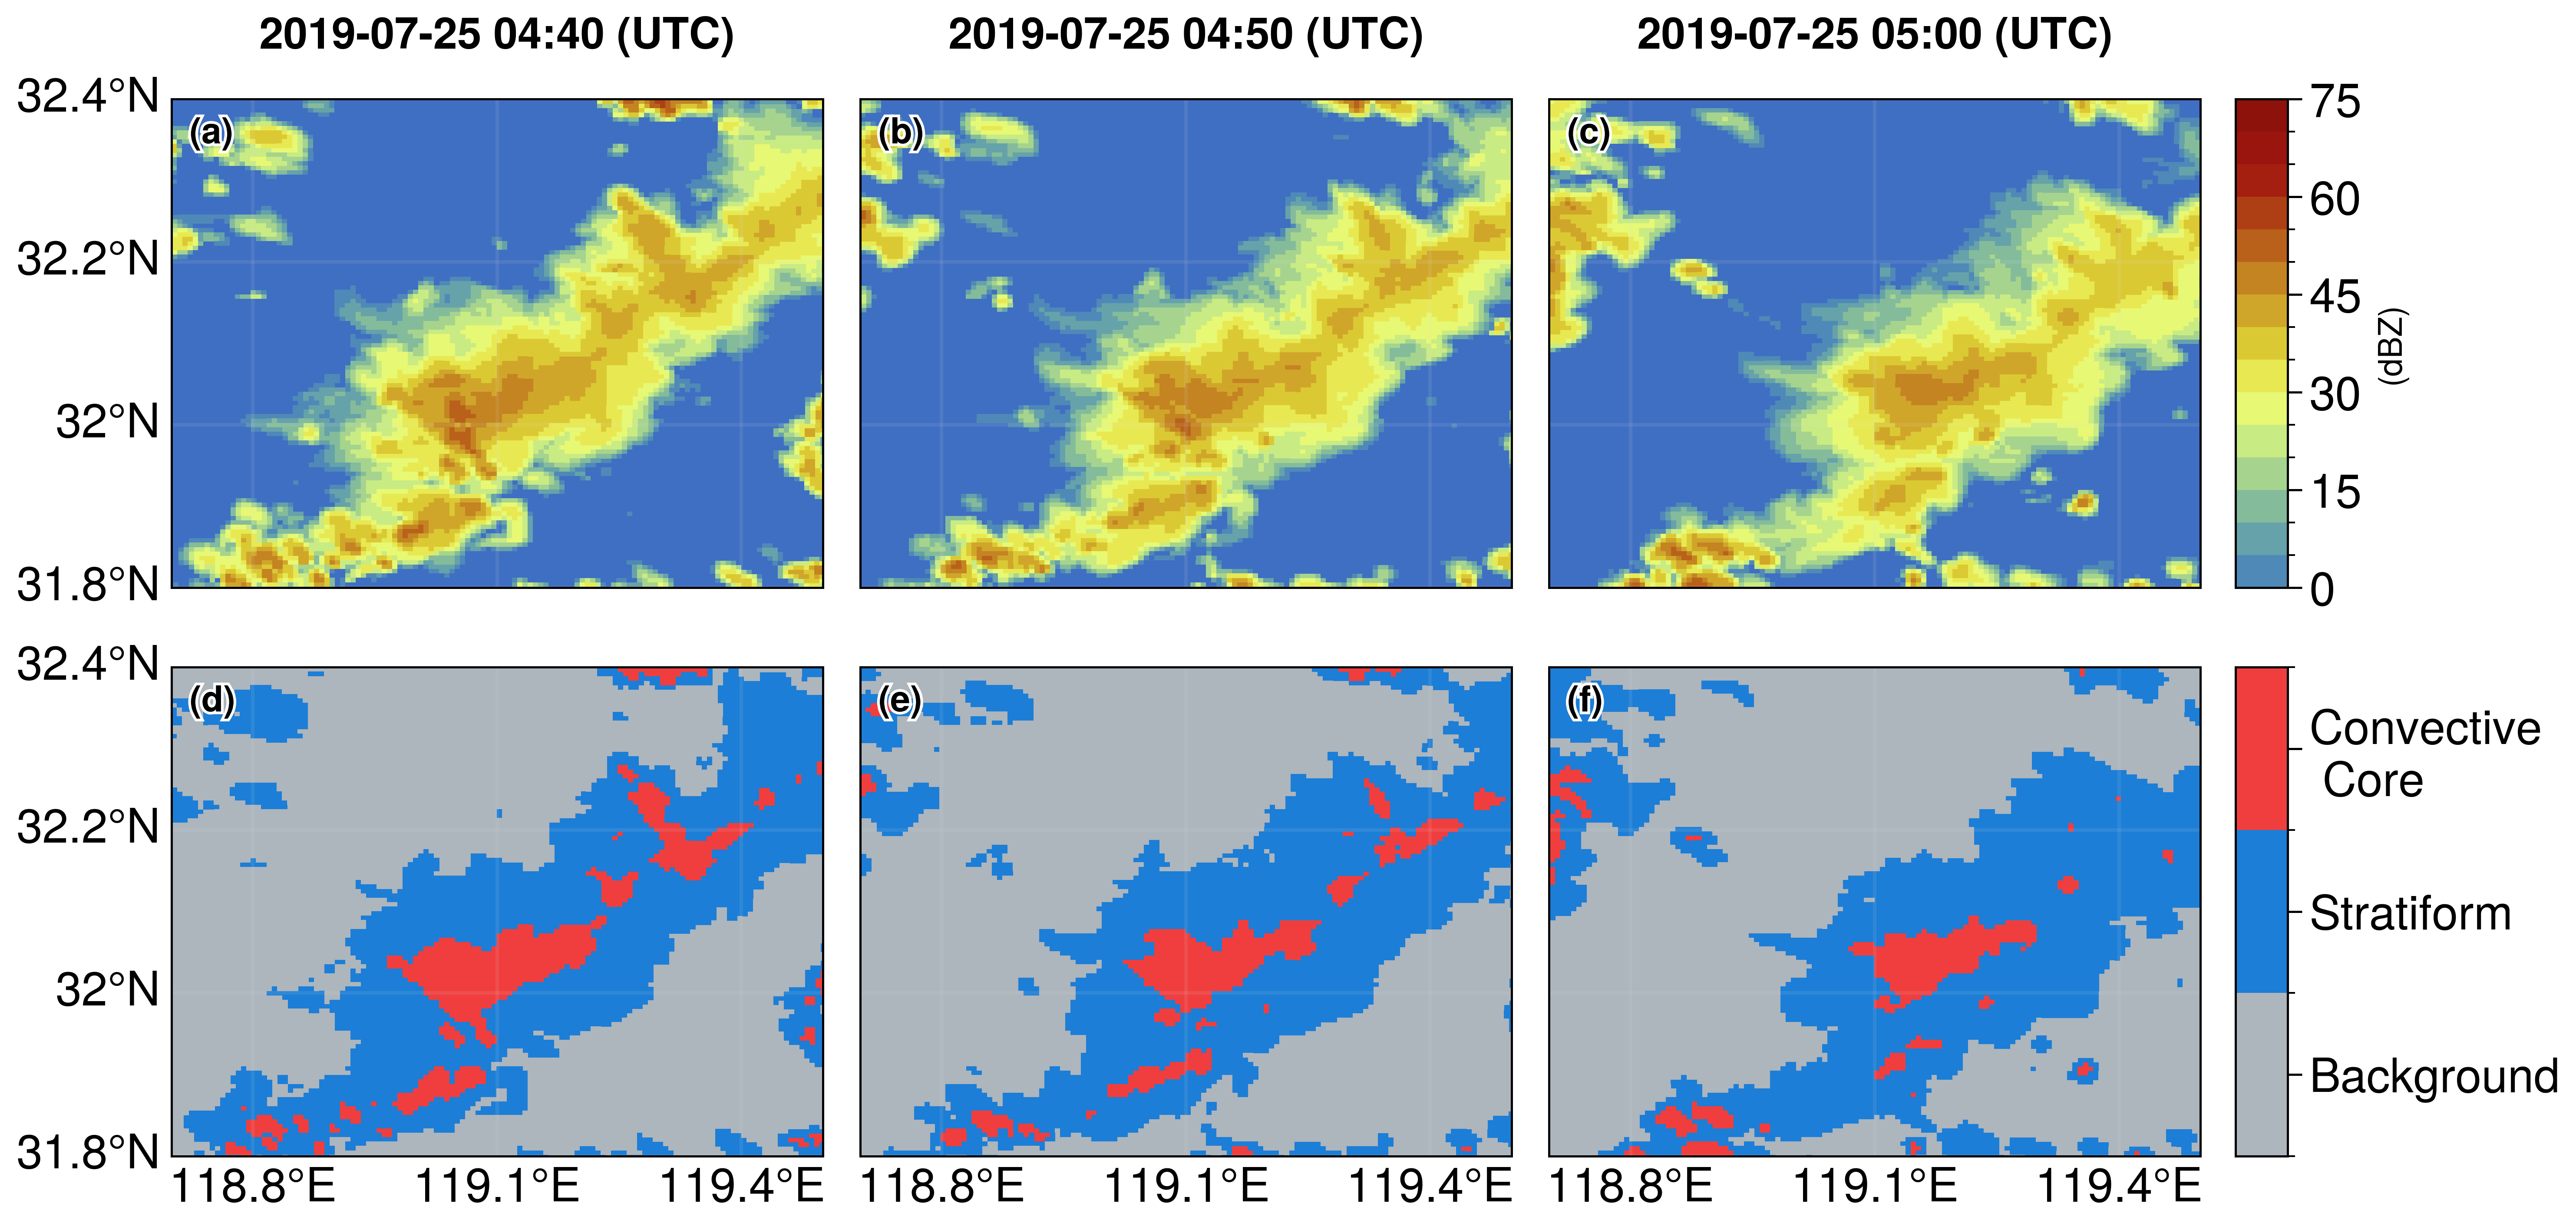 2019-07-25 04:40 (UTC)
2019-07-25 04:50 (UTC)
2019-07-25 05:00 (UTC)
32.4°N
32.2°N
32°N
31.8°N
(a)
(b)
(c)
75
60
45
30
15
0
(dBZ)
32.4°N
32.2°N
32°N
31.8°N
(d)
(e)
(f)
118.8°E
119.1°E
119.4°E
118.8°E
119.1°E
119.4°E
118.8°E
119.1°E
119.4°E
Convective
Core
Stratiform
Background